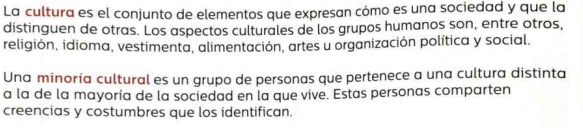 La cultura es el conjunto de elementos que expresan cómo es una sociedad y que la
distinguen de otras. Los aspectos culturales de los grupos humanos son, entre otros,
religión, idioma, vestimenta, alimentación, artes u organización política y social.
Una minoría cultural es un grupo de personas que pertenece a una cultura distinta
a la de la mayoría de la sociedad en la que vive. Estas personas comparten
creencias y costumbres que los identifican.